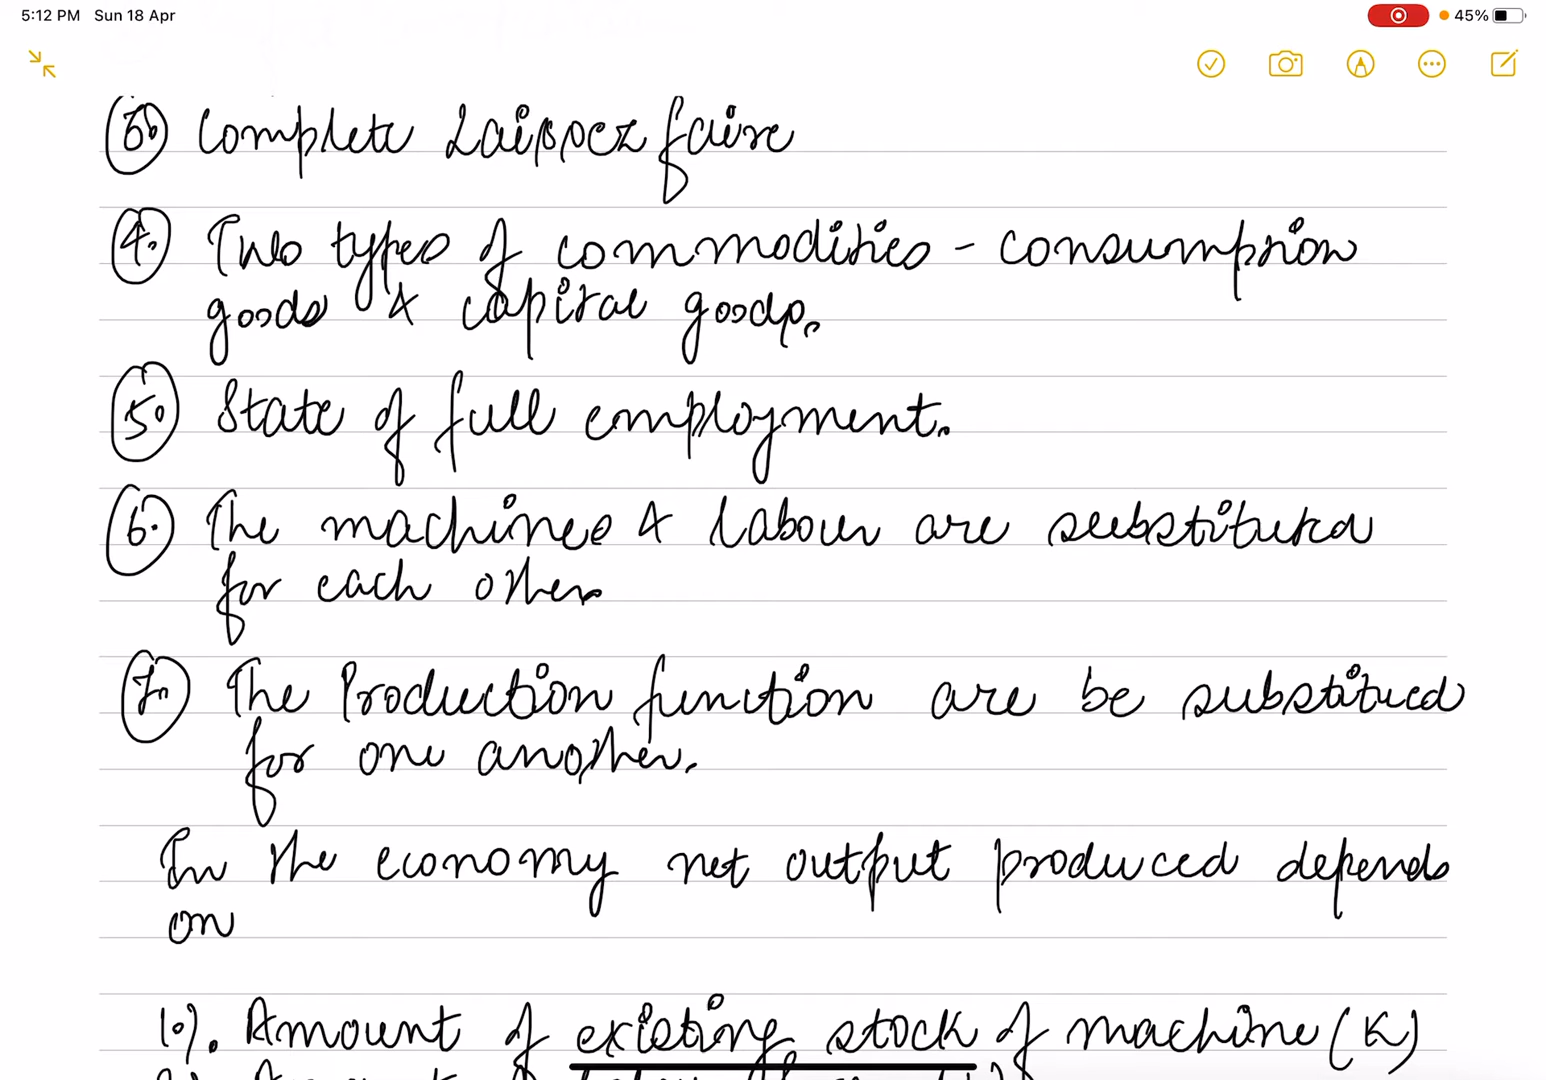 5:12 PM Sun 18 Apr
45%
3. Complete Laissez faire
4. Two types of commodities - consumption
goods & capital goods.
5. State of full employment.
6. The machines & labour are substituted
for each other.
7. The Production function are be substitued
for one another.
In the economy net output produced depends
on
1). Amount of existing stock of machine (K)